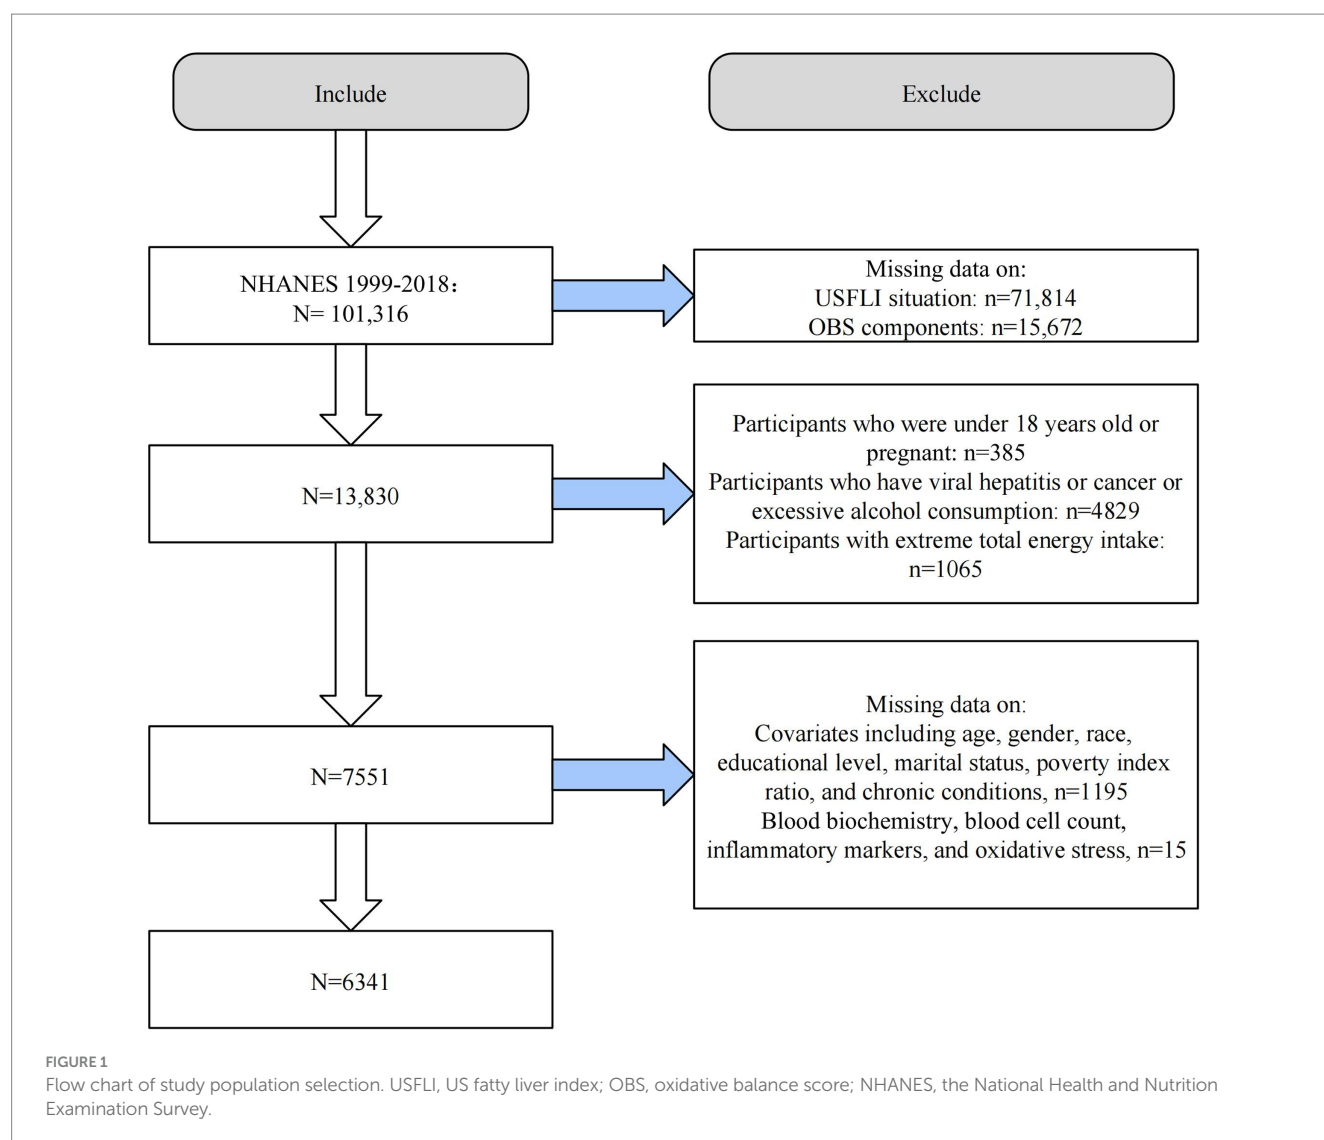 Include
Exclude
NHANES 1999-2018：
N= 101,316
Missing data on:
USFLI situation: n=71,814
OBS components: n=15,672
N=13,830
Participants who were under 18 years old or
pregnant: n=385
Participants who have viral hepatitis or cancer or
excessive alcohol consumption: n=4829
Participants with extreme total energy intake:
n=1065
N=7551
Missing data on:
Covariates including age, gender, race,
educational level, marital status, poverty index
ratio, and chronic conditions, n=1195
Blood biochemistry, blood cell count,
inflammatory markers, and oxidative stress, n=15
N=6341
FIGURE 1
Flow chart of study population selection. USFLI, US fatty liver index; OBS, oxidative balance score; NHANES, the National Health and Nutrition
Examination Survey.